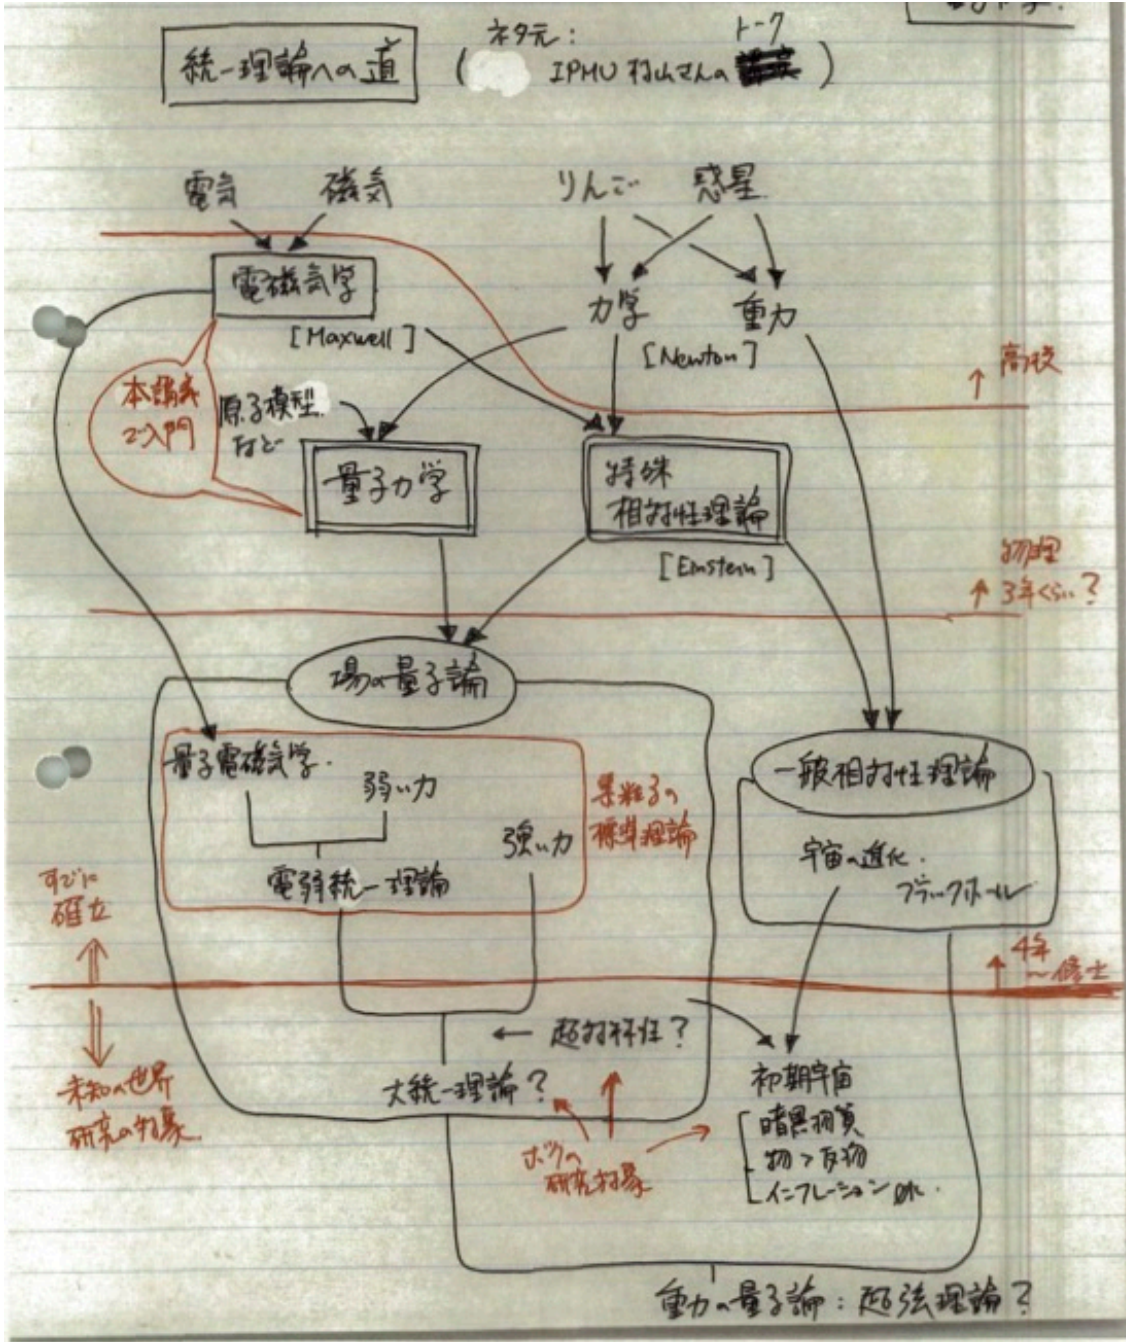 統一理論への道
(ネタ元:
IPMU 村山さんの トーク)
電気 磁気
りんご 惑星
電磁気学
[Maxwell]
力学 重力
[Newton]
↑ 高校
本講義
で入門
原子模型
など
量子力学
特殊
相対性理論
[Einstein]
物理
↑ 3年くらい?
場の量子論
量子電磁気学
弱い力
強い力
電弱統一理論
素粒子の
標準理論
一般相対性理論
宇宙の進化
ブラックホール
すでに
確立
↑ 4年
〜修士
← 超対称性?
大統一理論?
初期宇宙
暗黒物質
物 > 反物
インフレーション etc.
未知の世界
研究の対象
ボクの
研究対象
重力の量子論: 超弦理論?